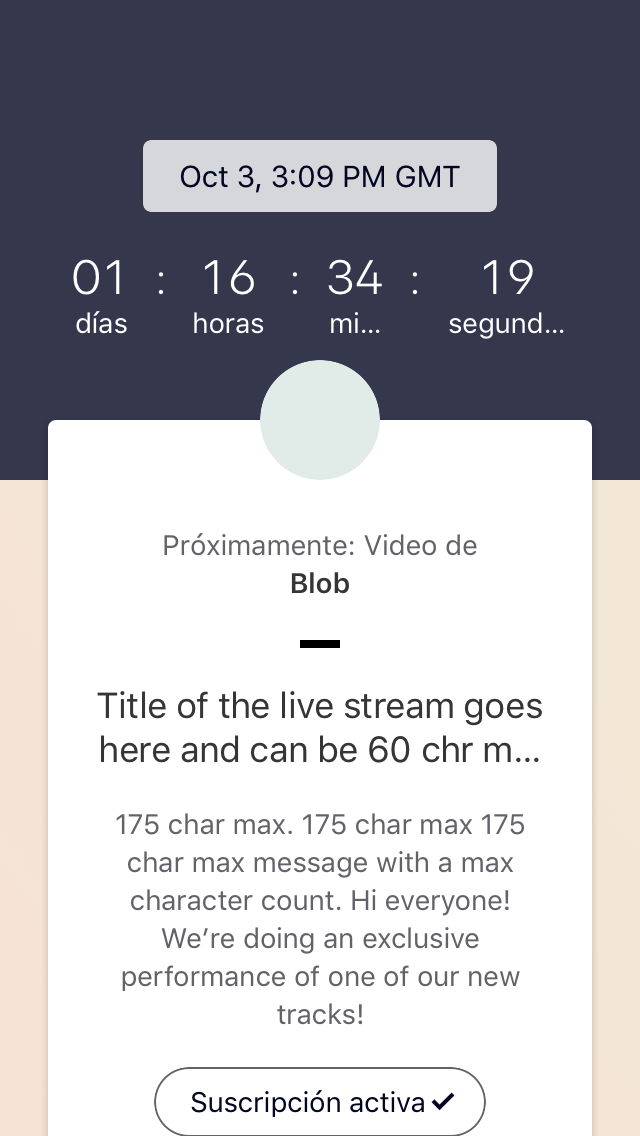 Oct 3, 3:09 PM GMT
01 : 16 : 34 : 19
días horas mi... segund...
Próximamente: Video de
Blob
Title of the live stream goes
here and can be 60 chr m...
175 char max. 175 char max 175
char max message with a max
character count. Hi everyone!
We’re doing an exclusive
performance of one of our new
tracks!
Suscripción activa ✓